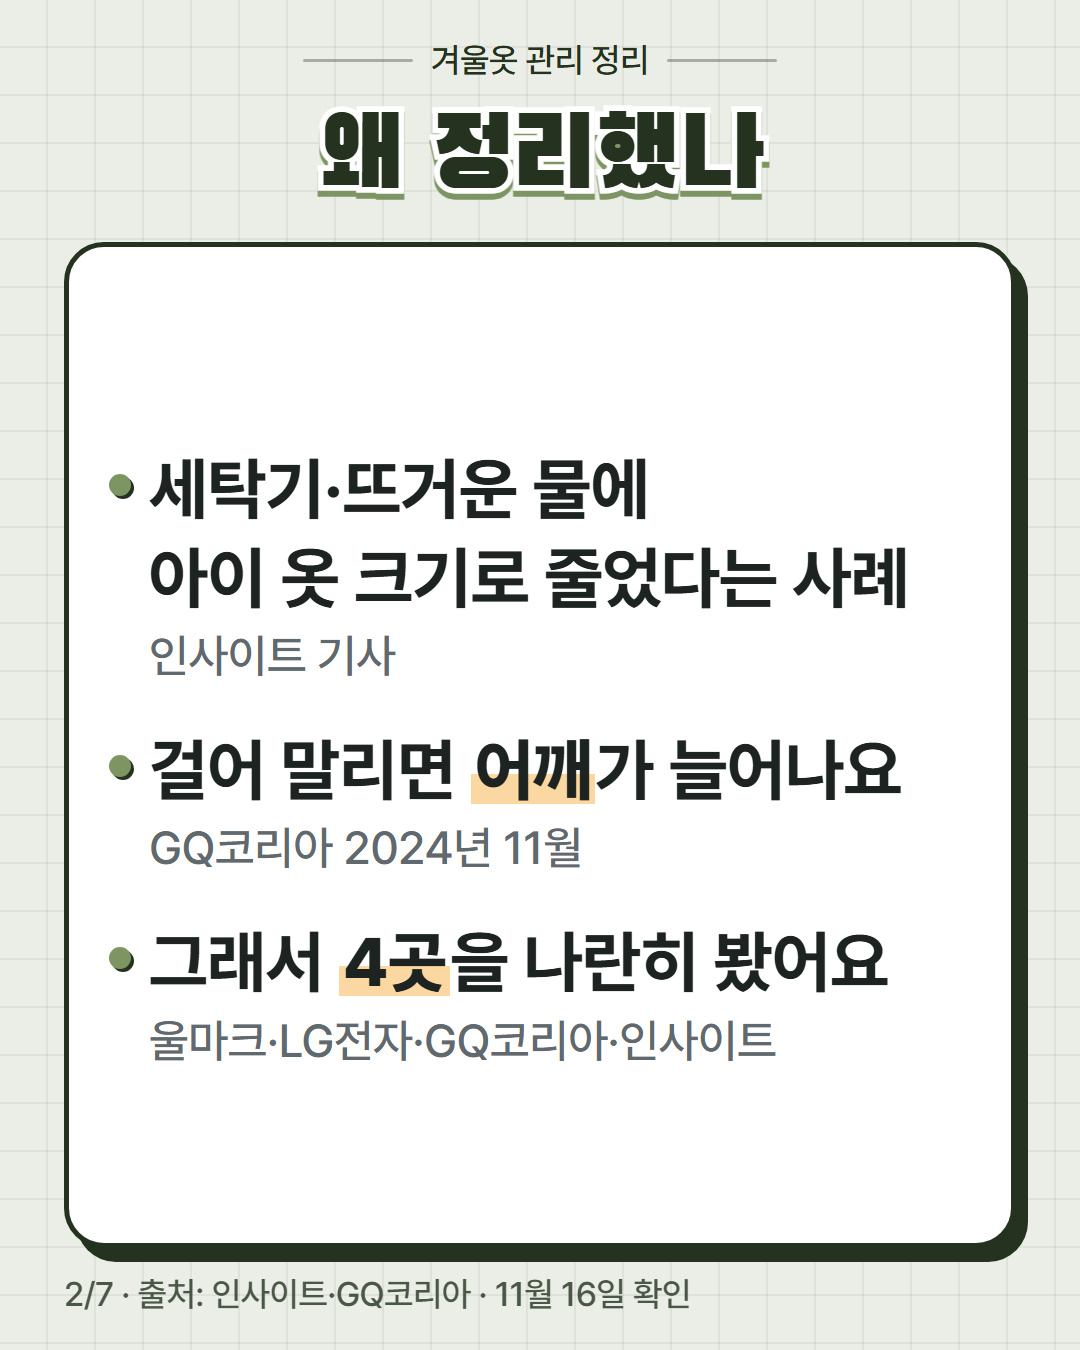 겨울옷 관리 정리
왜 정리했나
세탁기·뜨거운 물에
아이 옷 크기로 줄었다는 사례
인사이트 기사
걸어 말리면 어깨가 늘어나요
GQ코리아 2024년 11월
그래서 4곳을 나란히 봤어요
울마크·LG전자·GQ코리아·인사이트
2/7 · 출처: 인사이트·GQ코리아 · 11월 16일 확인